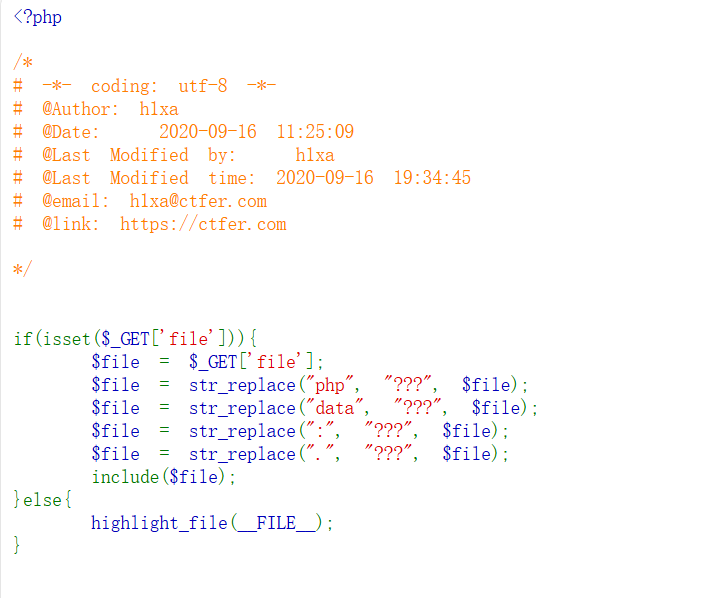 <?php
/*
# -*- coding: utf-8 -*-
# @Author: hlxa
# @Date: 2020-09-16 11:25:09
# @Last Modified by: hlxa
# @Last Modified time: 2020-09-16 19:34:45
# @email: hlxa@ctfer.com
# @link: https://ctfer.com
*/
if(isset($_GET['file'])){
$file = $_GET['file'];
$file = str_replace("php", "???", $file);
$file = str_replace("data", "???", $file);
$file = str_replace(":", "???", $file);
$file = str_replace(".", "???", $file);
include($file);
}else{
highlight_file(__FILE__);
}